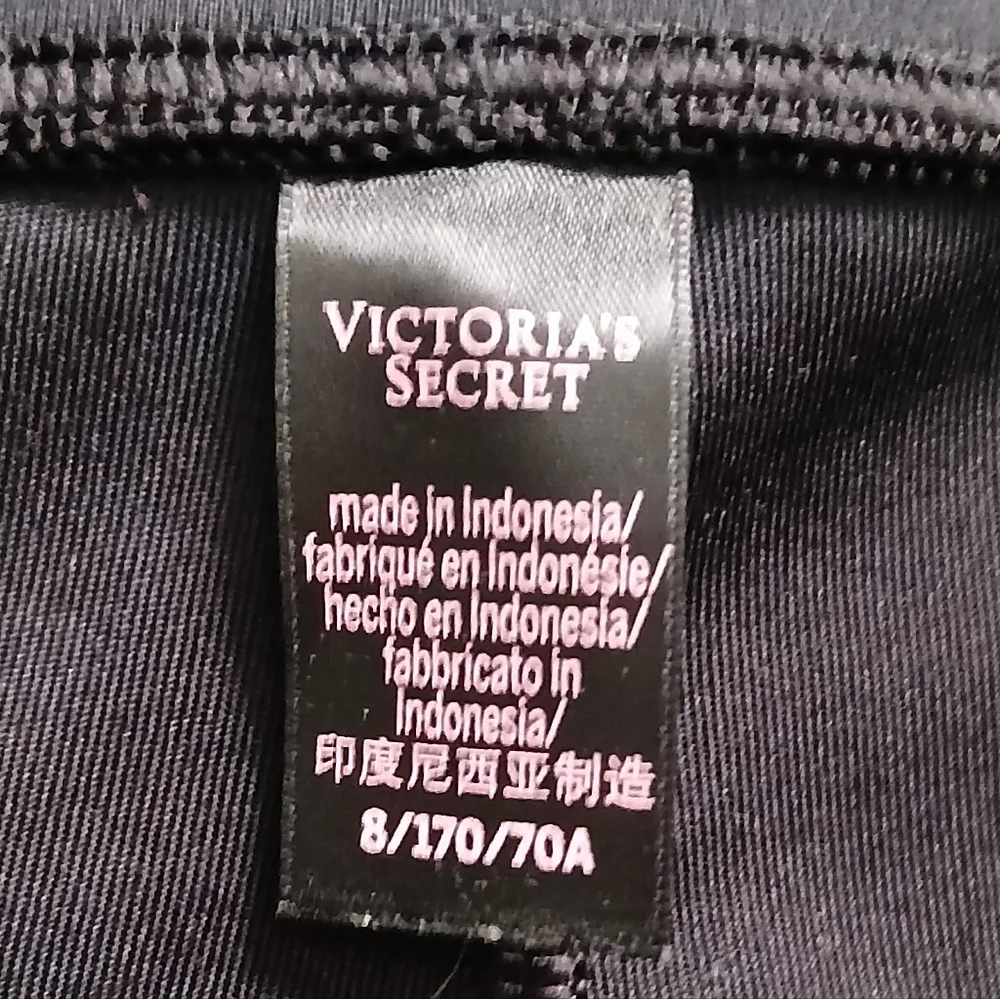 VICTORIA'S
SECRET
made in Indonesia/
fabriqué en Indonésie/
hecho en Indonesia/
fabbricato in
Indonesia/
印度尼西亚制造
8/170/70A